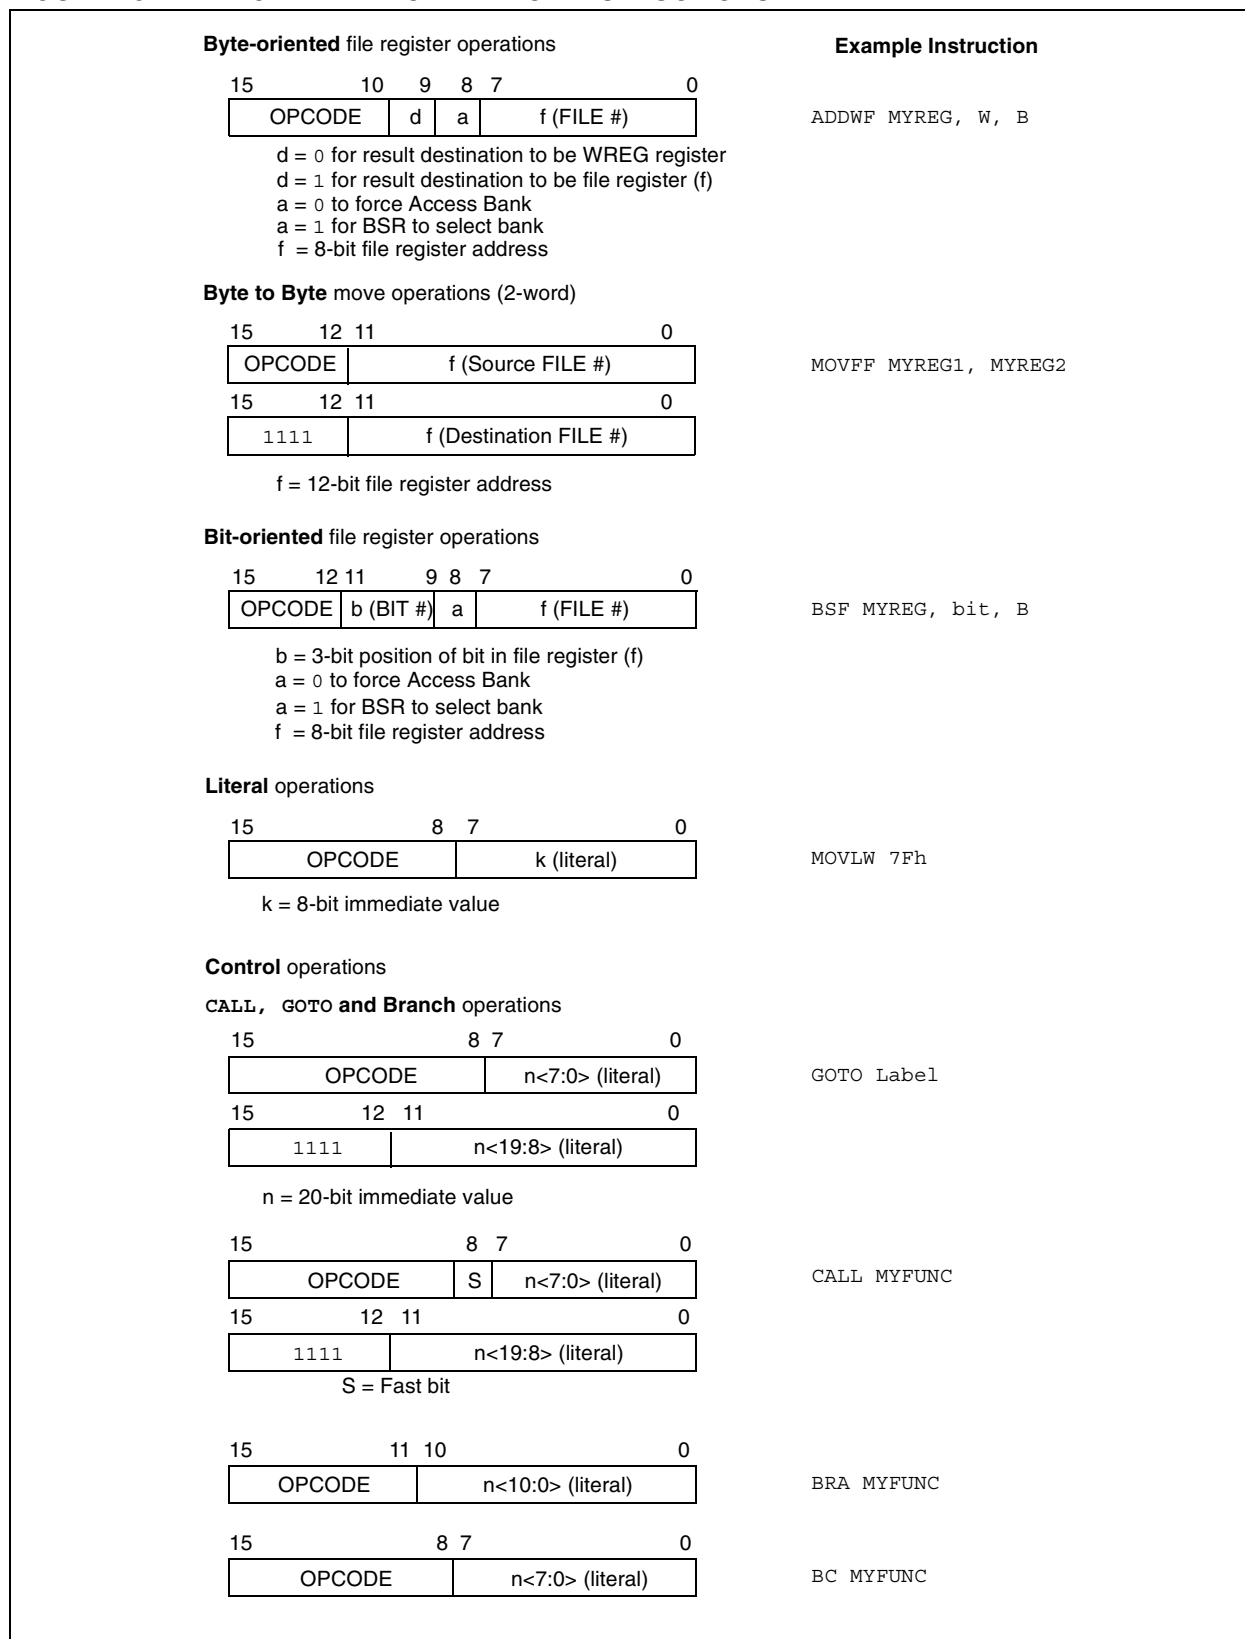 Byte-oriented file register operations
Example Instruction
15 10 9 8 7 0
OPCODE d a f (FILE #)
ADDWF MYREG, W, B
d = 0 for result destination to be WREG register
d = 1 for result destination to be file register (f)
a = 0 to force Access Bank
a = 1 for BSR to select bank
f = 8-bit file register address
Byte to Byte move operations (2-word)
15 12 11 0
OPCODE f (Source FILE #)
MOVFF MYREG1, MYREG2
15 12 11 0
1111 f (Destination FILE #)
f = 12-bit file register address
Bit-oriented file register operations
15 12 11 9 8 7 0
OPCODE b (BIT #) a f (FILE #)
BSF MYREG, bit, B
b = 3-bit position of bit in file register (f)
a = 0 to force Access Bank
a = 1 for BSR to select bank
f = 8-bit file register address
Literal operations
15 8 7 0
OPCODE k (literal)
MOVLW 7Fh
k = 8-bit immediate value
Control operations
CALL, GOTO and Branch operations
15 8 7 0
OPCODE n<7:0> (literal)
GOTO Label
15 12 11 0
1111 n<19:8> (literal)
n = 20-bit immediate value
15 8 7 0
OPCODE S n<7:0> (literal)
CALL MYFUNC
15 12 11 0
1111 n<19:8> (literal)
S = Fast bit
15 11 10 0
OPCODE n<10:0> (literal)
BRA MYFUNC
15 8 7 0
OPCODE n<7:0> (literal)
BC MYFUNC